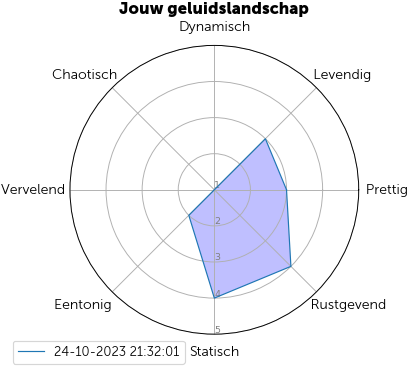 Jouw geluidslandschap
Dynamisch
Chaotisch
Levendig
Vervelend
1
Prettig
2
3
4
Eentonig
Rustgevend
5
24-10-2023 21:32:01
Statisch